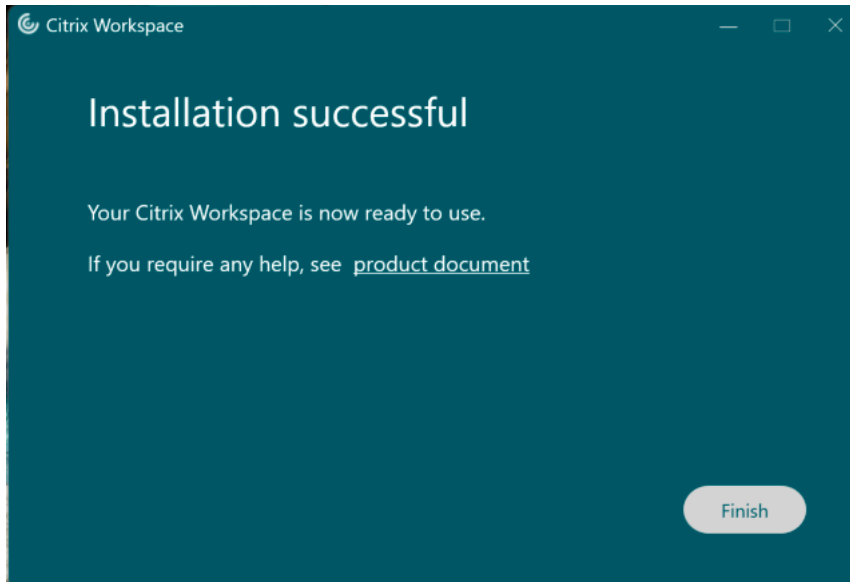 Citrix Workspace
Installation successful
Your Citrix Workspace is now ready to use.
If you require any help, see product document
Finish